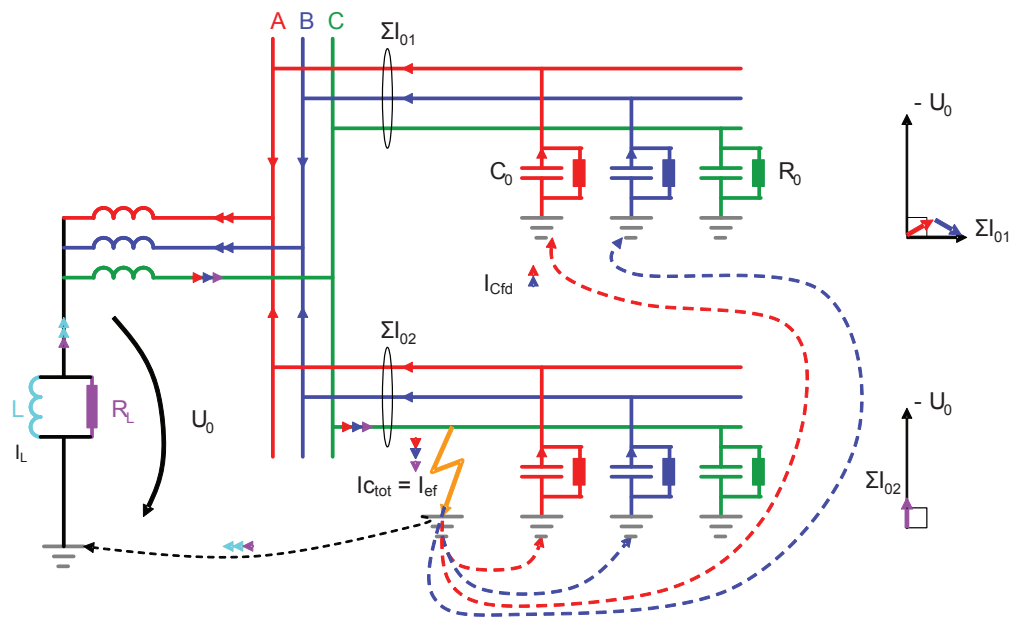 A B C
ΣI01
- U0
C0
R0
ΣI01
ICfd
ΣI02
L
RL
U0
- U0
IL
ΣI02
Ictot = Ief